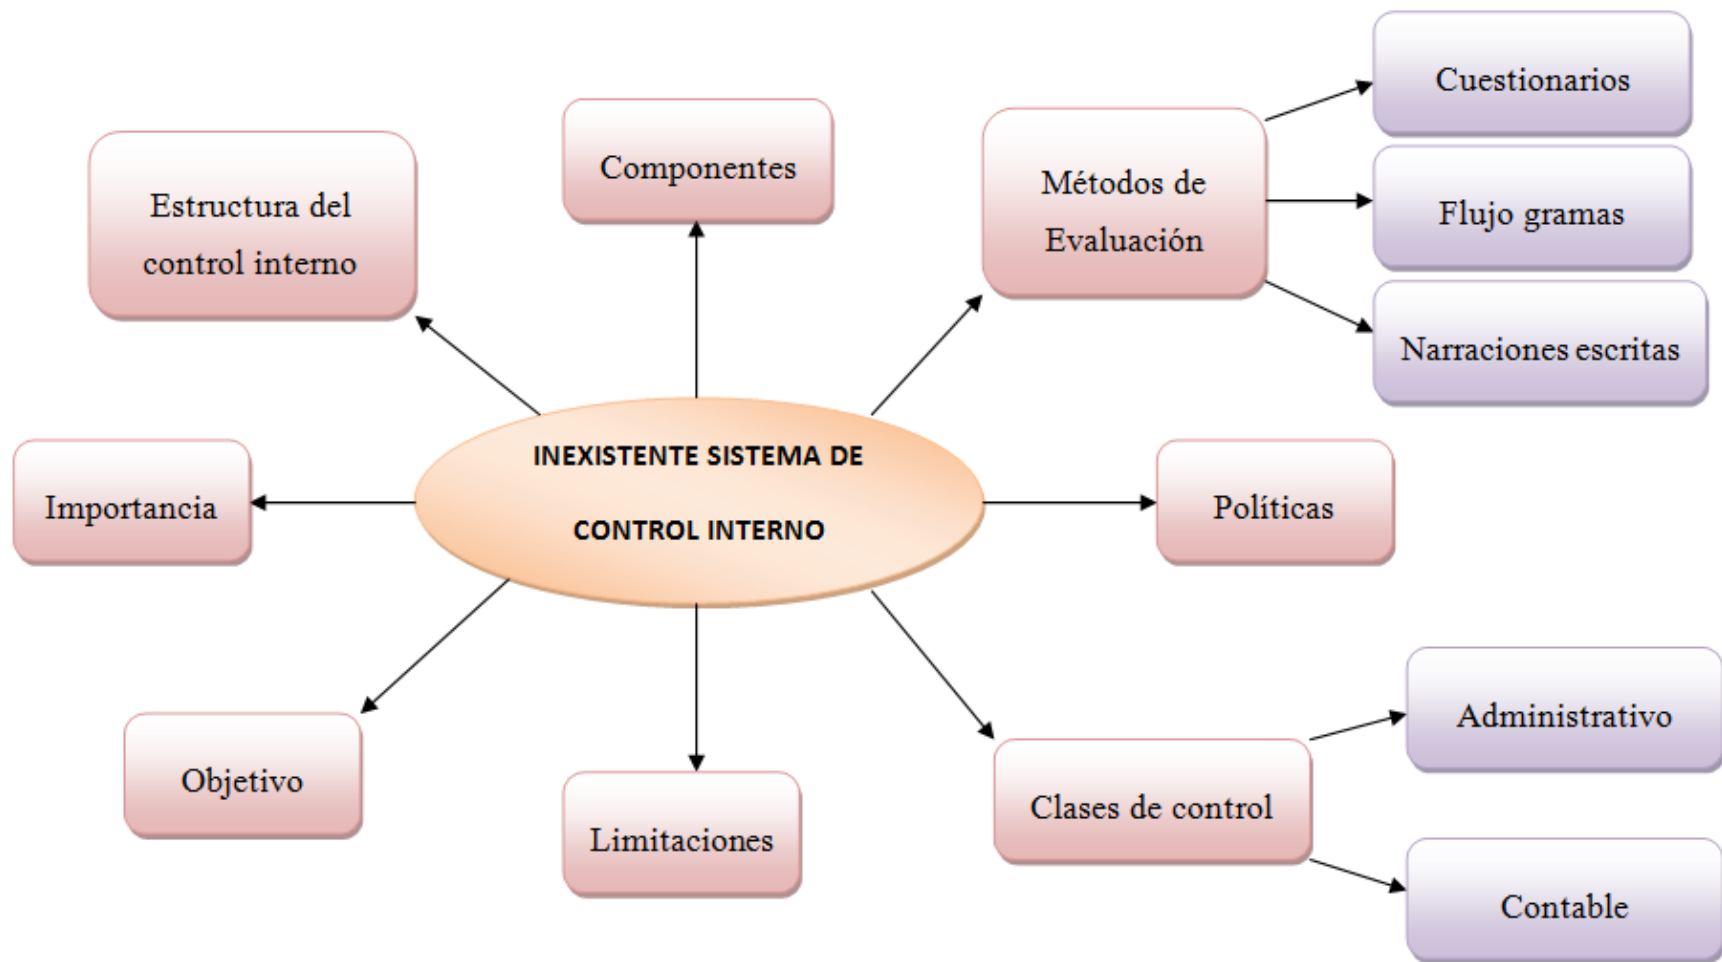 Cuestionarios
Componentes
Estructura del
control interno
Métodos de
Evaluación
Flujo gramas
Narraciones escritas
INEXISTENTE SISTEMA DE
CONTROL INTERNO
Importancia
Políticas
Objetivo
Limitaciones
Clases de control
Administrativo
Contable